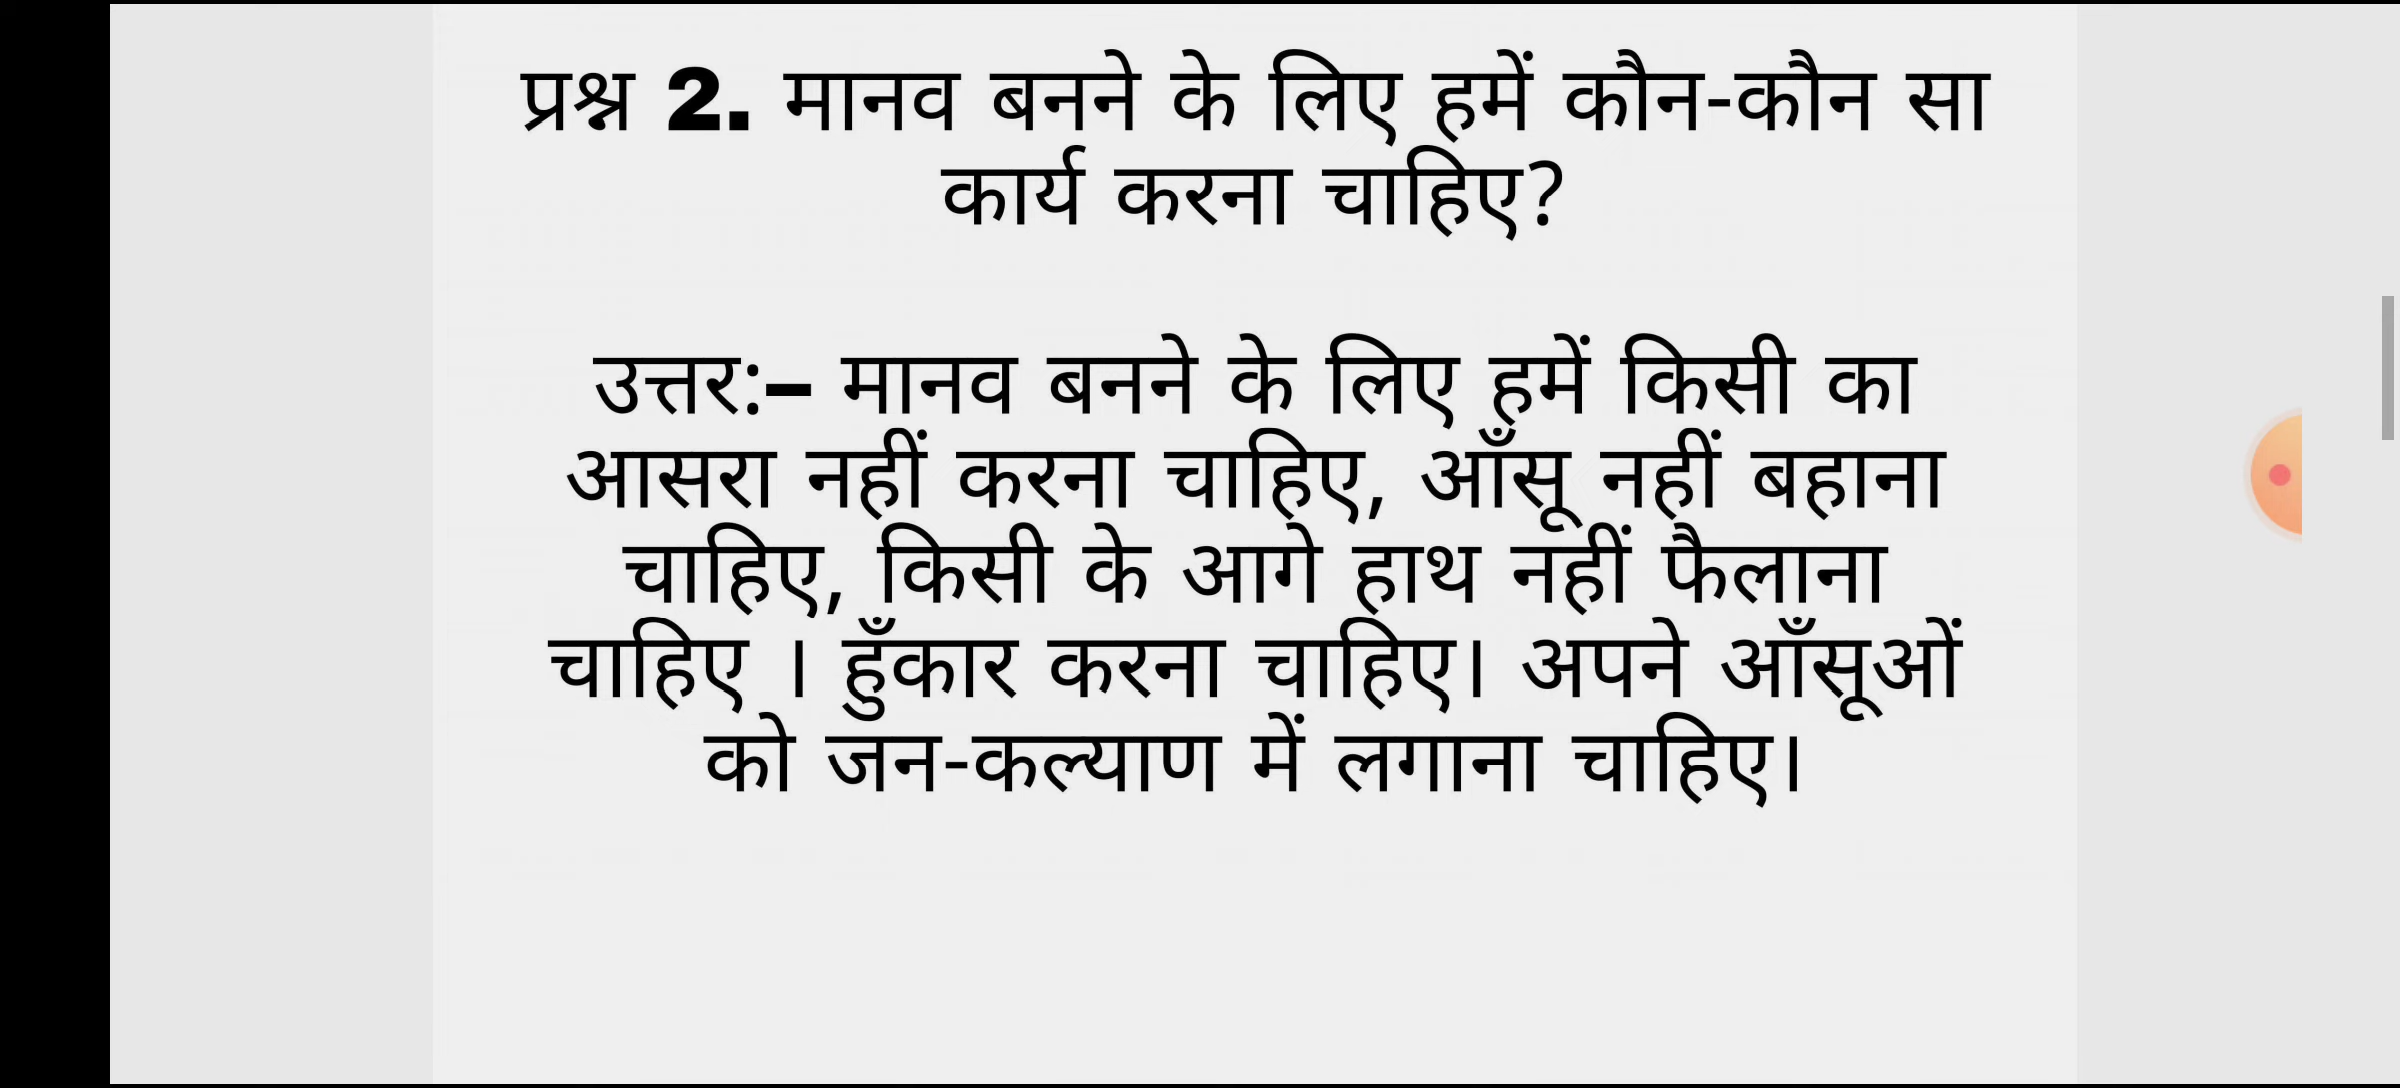 प्रश्न 2. मानव बनने के लिए हमें कौन-कौन सा
कार्य करना चाहिए?
उत्तर:– मानव बनने के लिए हमें किसी का
आसरा नहीं करना चाहिए, आँसू नहीं बहाना
चाहिए, किसी के आगे हाथ नहीं फैलाना
चाहिए । हुँकार करना चाहिए। अपने आँसूओं
को जन-कल्याण में लगाना चाहिए।